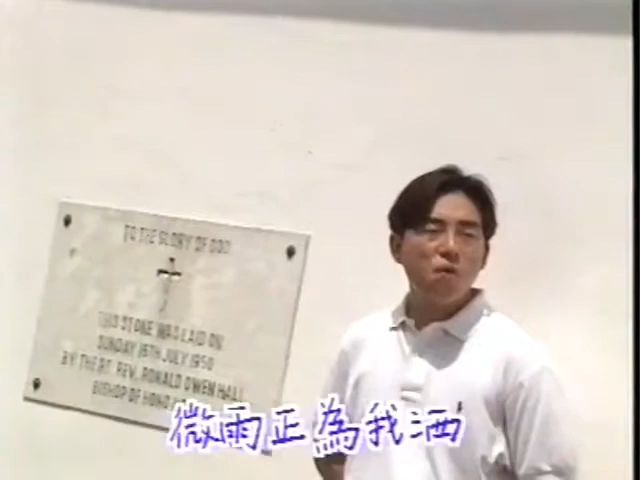 TO THE GLORY OF GOD
THIS STONE WAS LAID ON
SUNDAY 16TH JULY 1950
BY THE RT. REV. RONALD OWEN HALL
BISHOP OF HONG
微雨正為我洒